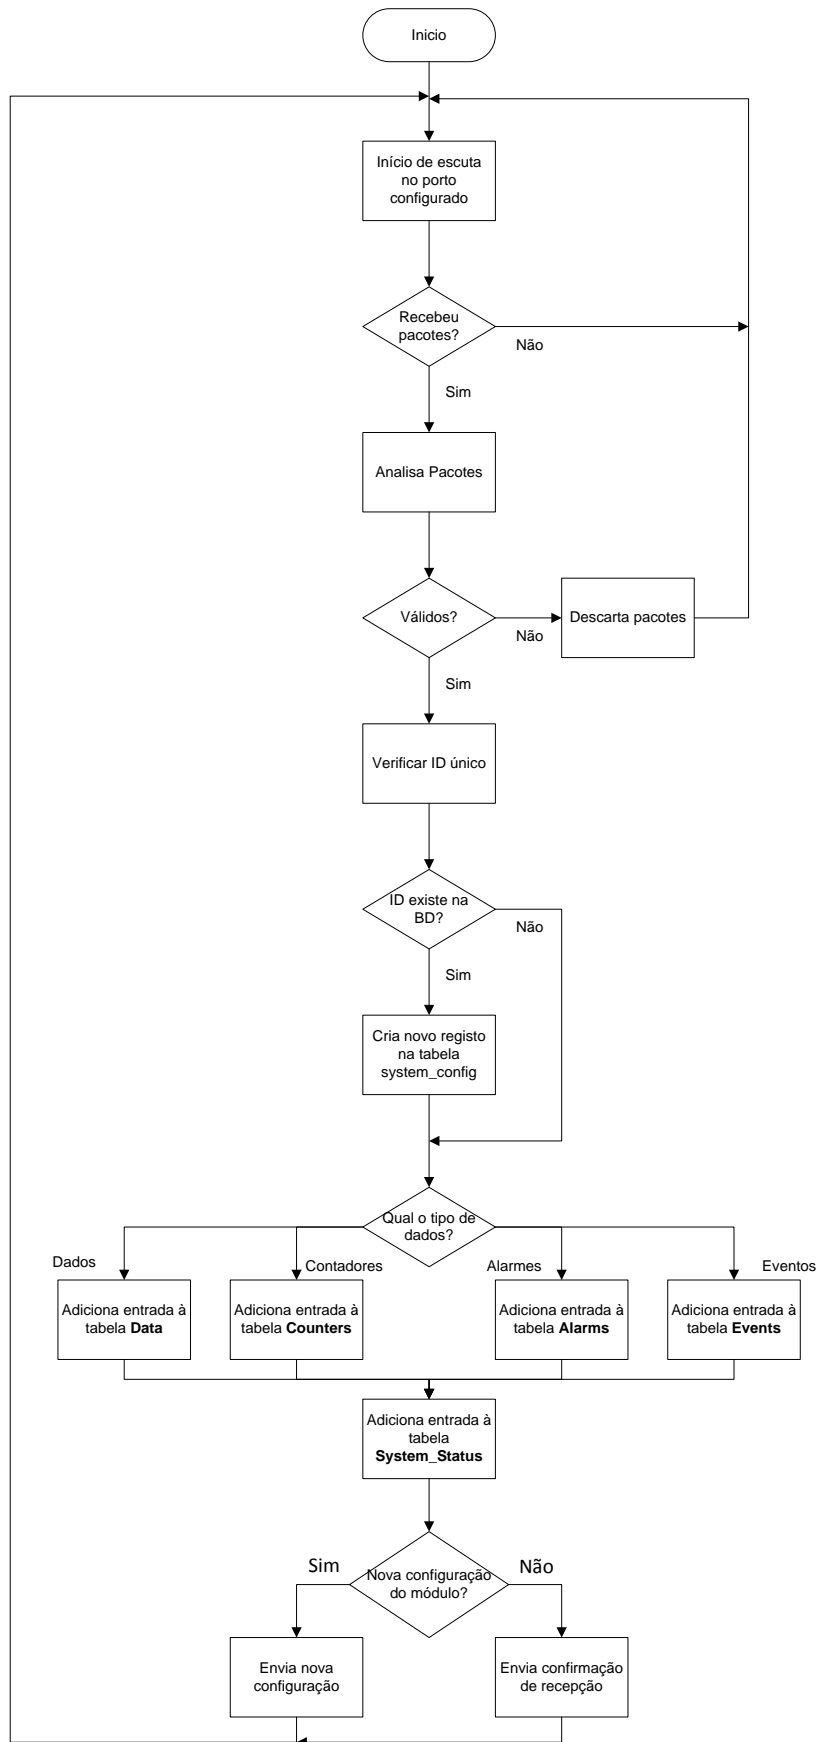 Inicio
Início de escuta
no porto
configurado
Recebeu
pacotes?
Não
Sim
Analisa Pacotes
Válidos?
Não
Descarta pacotes
Sim
Verificar ID único
ID existe na
BD?
Não
Sim
Cria novo registo
na tabela
system_config
Qual o tipo de
dados?
Dados
Contadores
Alarmes
Eventos
Adiciona entrada à
tabela Data
Adiciona entrada à
tabela Counters
Adiciona entrada à
tabela Alarms
Adiciona entrada à
tabela Events
Adiciona entrada à
tabela
System_Status
Sim
Nova configuração
do módulo?
Não
Envia nova
configuração
Envia confirmação
de recepção